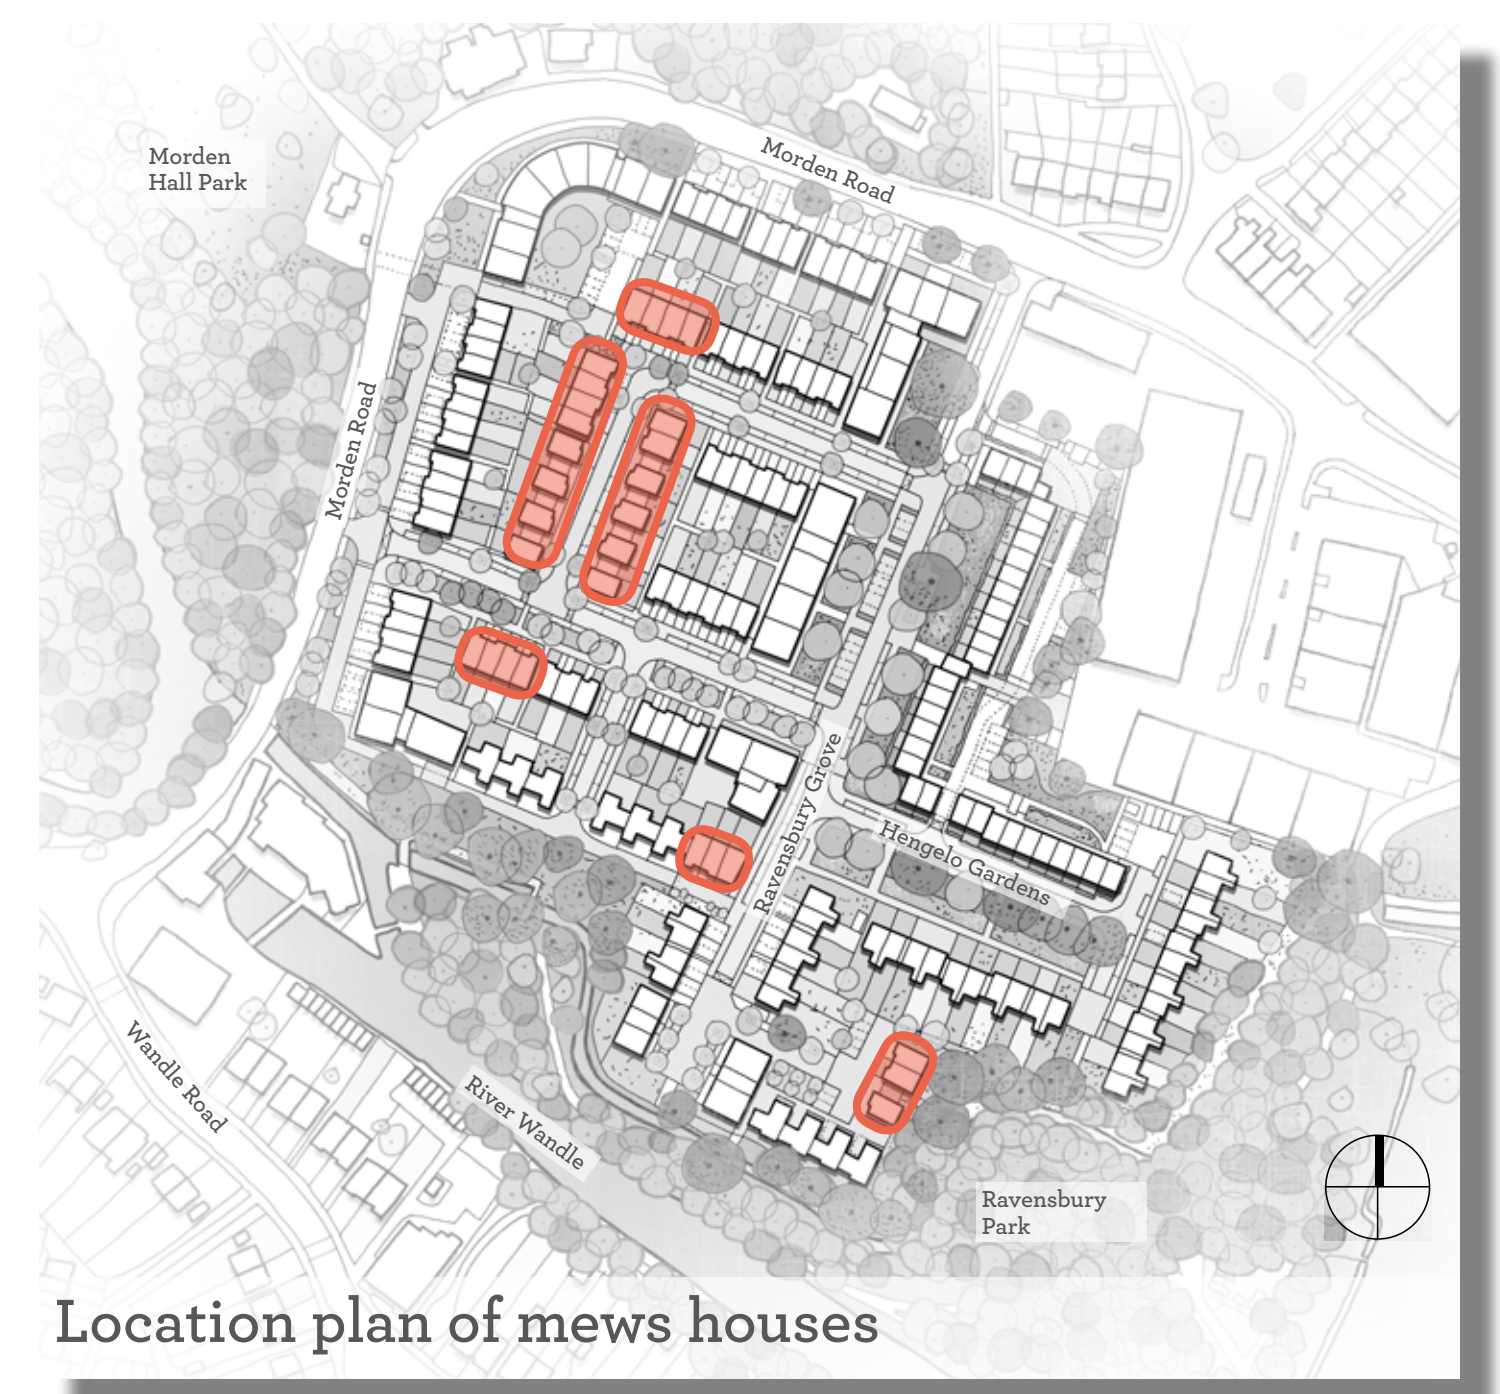 Morden Road
Morden
Hall Park
Morden Road
Ravensbury Grove
Hengelo Gardens
Wandle Road
River Wandle
Ravensbury
Park
Location plan of mews houses